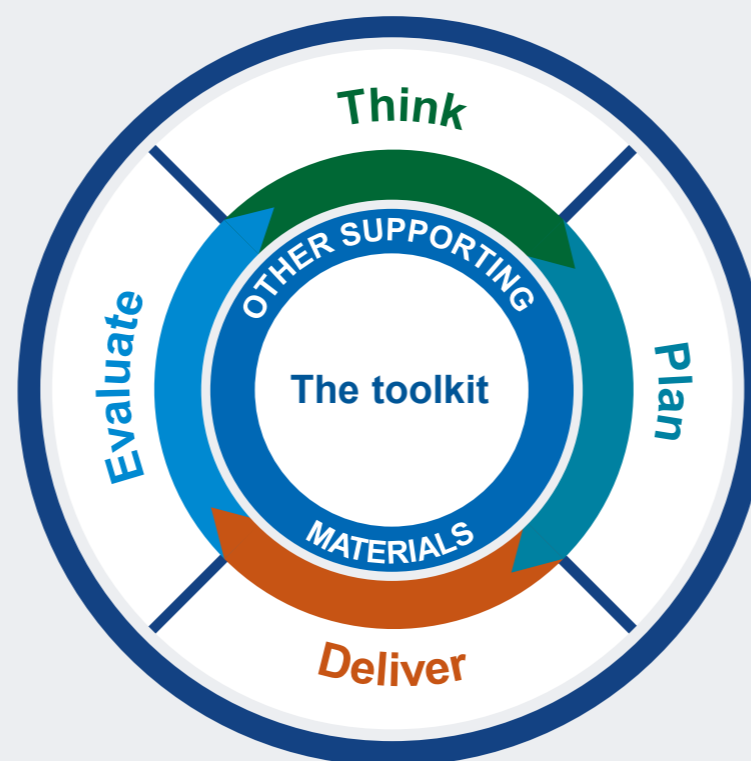 Think
Plan
Deliver
Evaluate
OTHER SUPPORTING
MATERIALS
The toolkit